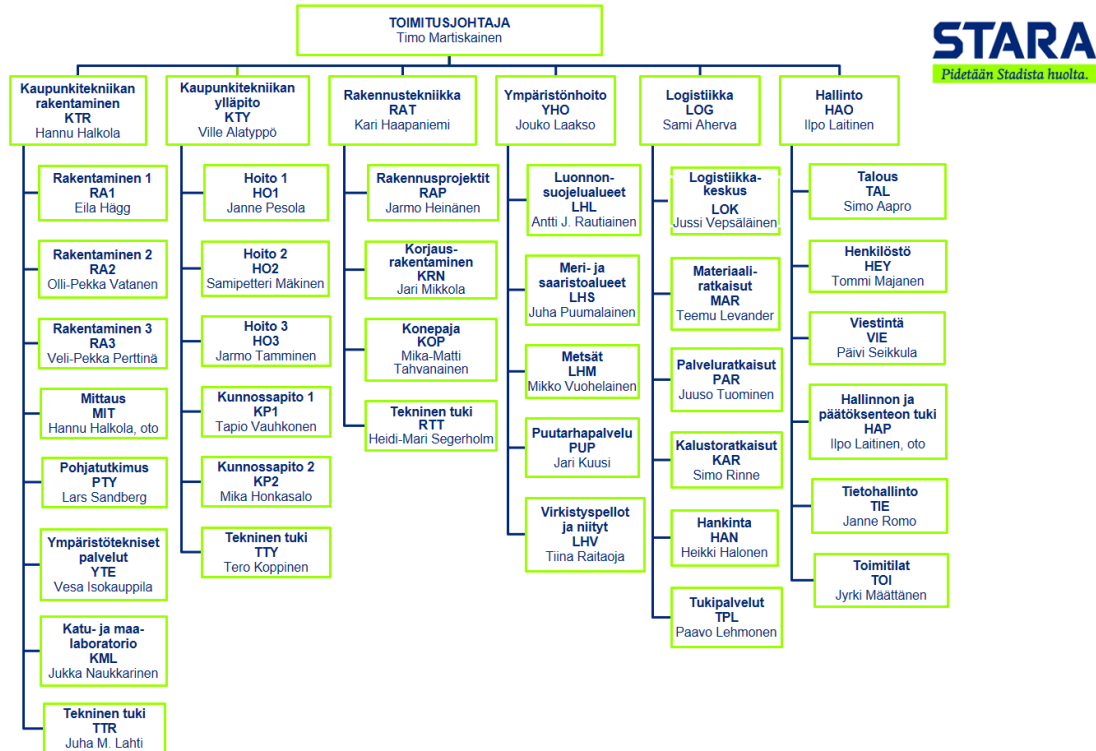 TOIMITUSJOHTAJA
Timo Martiskainen
STARA
Pidetään Stadista huolta.
Kaupunkitekniikan
rakentaminen
KTR
Hannu Halkola
Rakentaminen 1
RA1
Eila Hägg
Rakentaminen 2
RA2
Olli-Pekka Vatanen
Rakentaminen 3
RA3
Veli-Pekka Perttinä
Mittaus
MIT
Hannu Halkola, oto
Pohjatutkimus
PTY
Lars Sandberg
Ympäristötekniset
palvelut
YTE
Vesa Isokauppila
Katu- ja maa-
laboratorio
KML
Jukka Naukkarinen
Tekninen tuki
TTR
Juha M. Lahti
Kaupunkitekniikan
ylläpito
KTY
Ville Alatyppö
Hoito 1
HO1
Janne Pesola
Hoito 2
HO2
Samipetteri Mäkinen
Hoito 3
HO3
Jarmo Tamminen
Kunnossapito 1
KP1
Tapio Vauhkonen
Kunnossapito 2
KP2
Mika Honkasalo
Tekninen tuki
TTY
Tero Koppinen
Rakennustekniikka
RAT
Kari Haapaniemi
Rakennusprojektit
RAP
Jarmo Heinänen
Korjaus-
rakentaminen
KRN
Jari Mikkola
Konepaja
KOP
Mika-Matti
Tahvanainen
Tekninen tuki
RTT
Heidi-Mari Segerholm
Ympäristönhoito
YHO
Jouko Laakso
Luonnon-
suojelualueet
LHL
Antti J. Rautiainen
Meri- ja
saaristoalueet
LHS
Juha Puumalainen
Metsät
LHM
Mikko Vuohelainen
Puutarhapalvelu
PUP
Jari Kuusi
Virkistyspellot
ja niityt
LHV
Tiina Raitaoja
Logistiikka
LOG
Sami Aherva
Logistiikka-
keskus
LOK
Jussi Vepsäläinen
Materiaali-
ratkaisut
MAR
Teemu Levander
Palveluratkaisut
PAR
Juuso Tuominen
Kalustoratkaisut
KAR
Simo Rinne
Hankinta
HAN
Heikki Halonen
Tukipalvelut
TPL
Paavo Lehmonen
Hallinto
HAO
Ilpo Laitinen
Talous
TAL
Simo Aapro
Henkilöstö
HEY
Tommi Majanen
Viestintä
VIE
Päivi Seikkula
Hallinnon ja
päätöksenteon tuki
HAP
Ilpo Laitinen, oto
Tietohallinto
TIE
Janne Romo
Toimitilat
TOI
Jyrki Määttänen